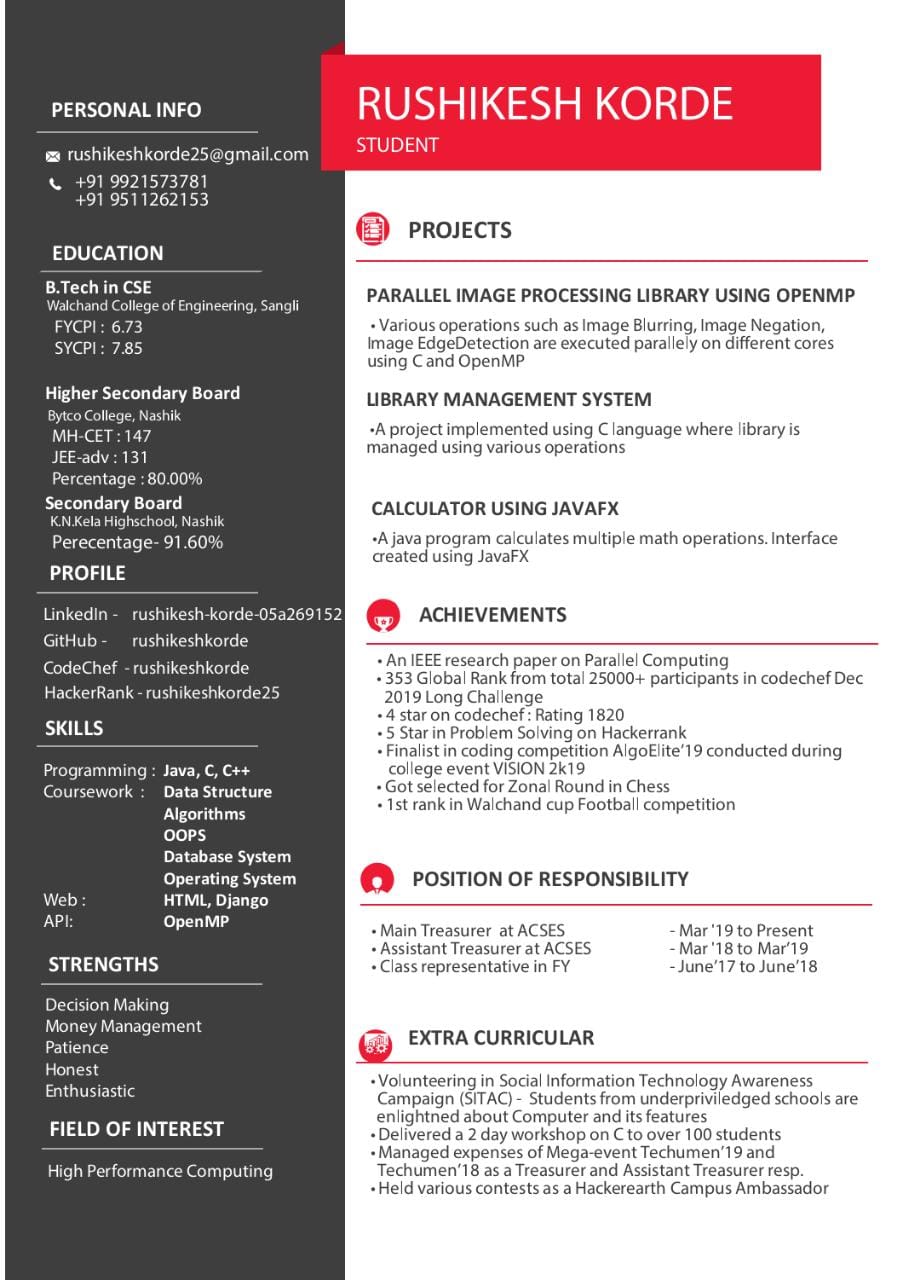 PERSONAL INFO
rushikeshkorde25@gmail.com
+91 9921573781
+91 9511262153
EDUCATION
B.Tech in CSE
Walchand College of Engineering, Sangli
FYCPI : 6.73
SYCPI : 7.85
Higher Secondary Board
Bytco College, Nashik
MH-CET : 147
JEE-adv : 131
Percentage : 80.00%
Secondary Board
K.N.Kela Highschool, Nashik
Perecentage- 91.60%
PROFILE
LinkedIn - rushikesh-korde-05a269152
GitHub - rushikeshkorde
CodeChef - rushikeshkorde
HackerRank - rushikeshkorde25
SKILLS
Programming : Java, C, C++
Coursework : Data Structure
Algorithms
OOPS
Database System
Operating System
Web : HTML, Django
API: OpenMP
STRENGTHS
Decision Making
Money Management
Patience
Honest
Enthusiastic
FIELD OF INTEREST
High Performance Computing
RUSHIKESH KORDE
STUDENT
PROJECTS
PARALLEL IMAGE PROCESSING LIBRARY USING OPENMP
• Various operations such as Image Blurring, Image Negation,
Image EdgeDetection are executed parallely on different cores
using C and OpenMP
LIBRARY MANAGEMENT SYSTEM
•A project implemented using C language where library is
managed using various operations
CALCULATOR USING JAVAFX
•A java program calculates multiple math operations. Interface
created using JavaFX
ACHIEVEMENTS
• An IEEE research paper on Parallel Computing
• 353 Global Rank from total 25000+ participants in codechef Dec
2019 Long Challenge
• 4 star on codechef : Rating 1820
• 5 Star in Problem Solving on Hackerrank
• Finalist in coding competition AlgoElite’19 conducted during
college event VISION 2k19
• Got selected for Zonal Round in Chess
• 1st rank in Walchand cup Football competition
POSITION OF RESPONSIBILITY
• Main Treasurer at ACSES - Mar '19 to Present
• Assistant Treasurer at ACSES - Mar '18 to Mar’19
• Class representative in FY - June’17 to June’18
EXTRA CURRICULAR
• Volunteering in Social Information Technology Awareness
Campaign (SITAC) - Students from underpriviledged schools are
enlightned about Computer and its features
• Delivered a 2 day workshop on C to over 100 students
• Managed expenses of Mega-event Techumen’19 and
Techumen’18 as a Treasurer and Assistant Treasurer resp.
• Held various contests as a Hackerearth Campus Ambassador